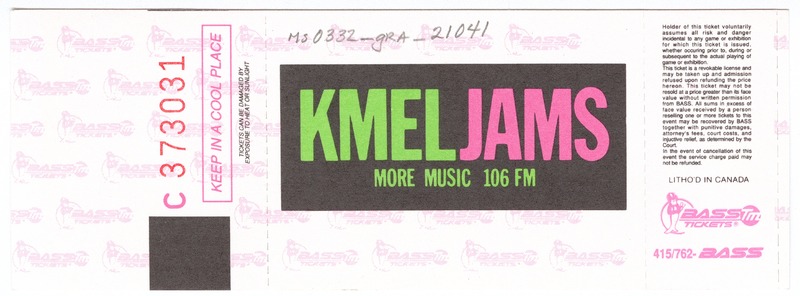 C 373031
KEEP IN A COOL PLACE
TICKETS CAN BE DAMAGED BY
EXPOSURE TO HEAT OR SUNLIGHT
MS0332_gRA_21041
KMELJAMS
MORE MUSIC 106 FM
Holder of this ticket voluntarily
assumes all risk and danger
incidental to any game or exhibition
for which this ticket is issued,
whether occuring prior to, during or
subsequent to the actual playing of
game or exhibition.
This ticket is a revokable license and
may be taken up and admission
refused upon refunding the price
hereon. This ticket may not be
resold at a price greater than its face
value without written permission
from BASS. All sums in excess of
face value received by a person
reselling one or more tickets to this
event may be recovered by BASS
together with punitive damages,
attorney's fees, court costs, and
injuctive relief, as determined by the
Court.
In the event of cancellation of this
event the service charge paid may
not be refunded.
LITHO'D IN CANADA
BASS Tm
TICKETS®
415/762-BASS